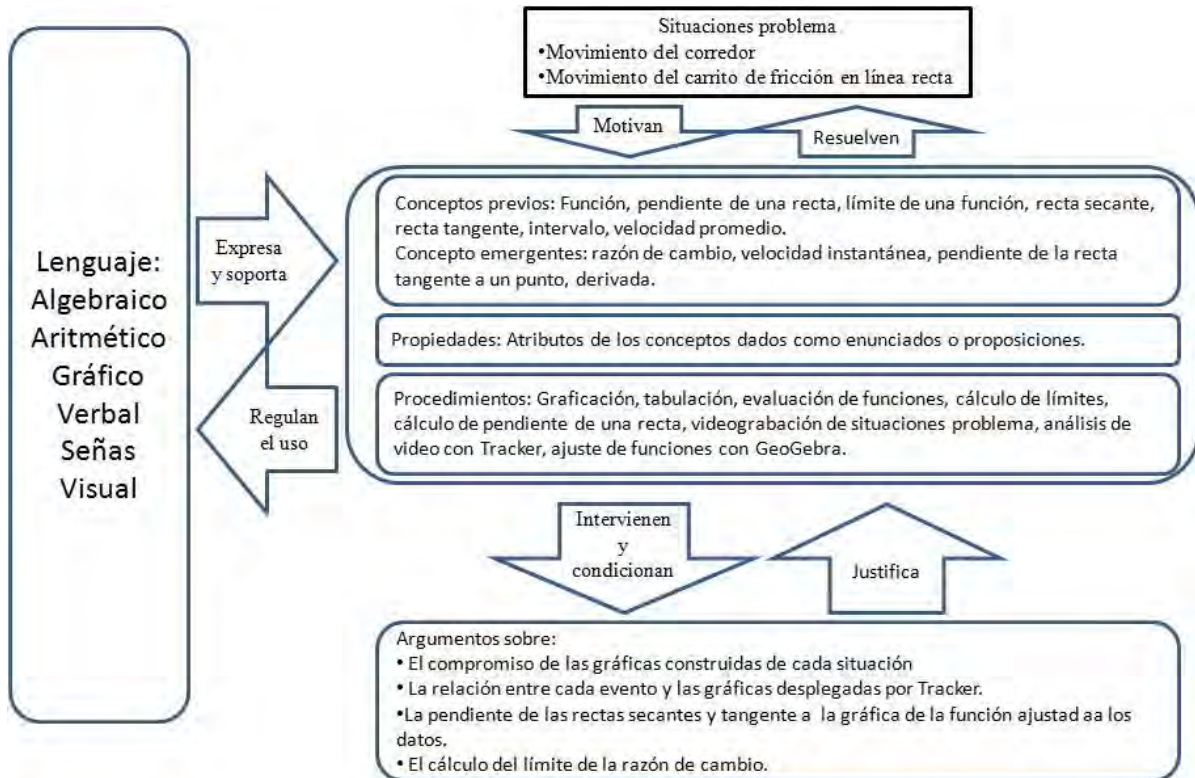 Situaciones problema
•Movimiento del corredor
•Movimiento del carrito de fricción en línea recta
Motivan
Resuelven
Lenguaje:
Algebraico
Aritmético
Gráfico
Verbal
Señas
Visual
Expresa
y soporta
Regulan
el uso
Conceptos previos: Función, pendiente de una recta, límite de una función, recta secante,
recta tangente, intervalo, velocidad promedio.
Concepto emergentes: razón de cambio, velocidad instantánea, pendiente de la recta
tangente a un punto, derivada.
Propiedades: Atributos de los conceptos dados como enunciados o proposiciones.
Procedimientos: Graficación, tabulación, evaluación de funciones, cálculo de límites,
cálculo de pendiente de una recta, videograbación de situaciones problema, análisis de
video con Tracker, ajuste de funciones con GeoGebra.
Intervienen
y
condicionan
Justifica
Argumentos sobre:
• El compromiso de las gráficas construidas de cada situación
• La relación entre cada evento y las gráficas desplegadas por Tracker.
•La pendiente de las rectas secantes y tangente a la gráfica de la función ajustad aa los
datos.
• El cálculo del límite de la razón de cambio.